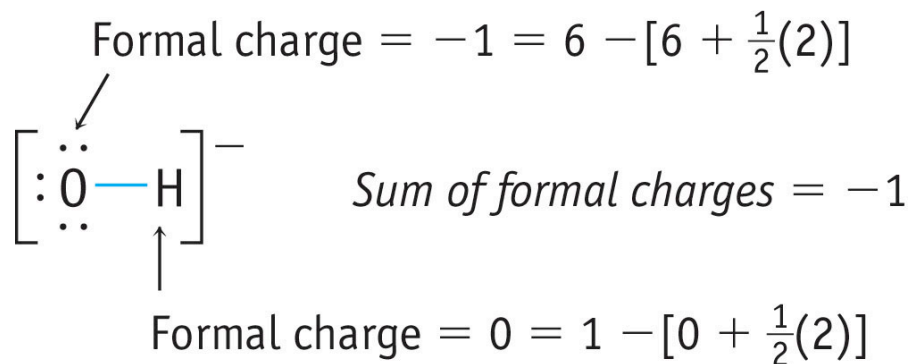 Formal charge = −1 = 6 −[6 + ½(2)]
[:Ö̤—H]⁻
Sum of formal charges = −1
Formal charge = 0 = 1 −[0 + ½(2)]